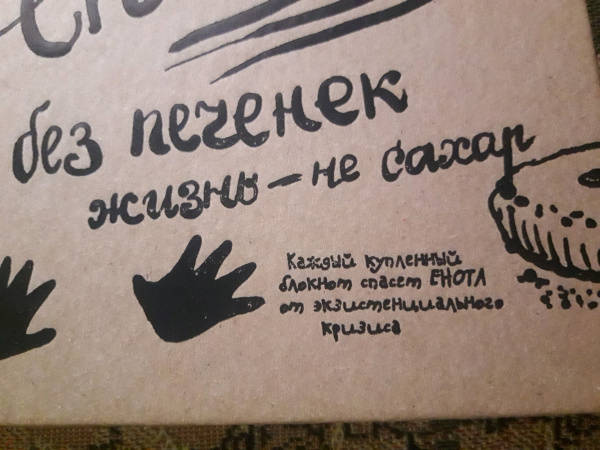 без печенек
жизнь – не сахар
Каждый купленный
блокнот спасет ЕНОТА
от экзистенциального
кризиса